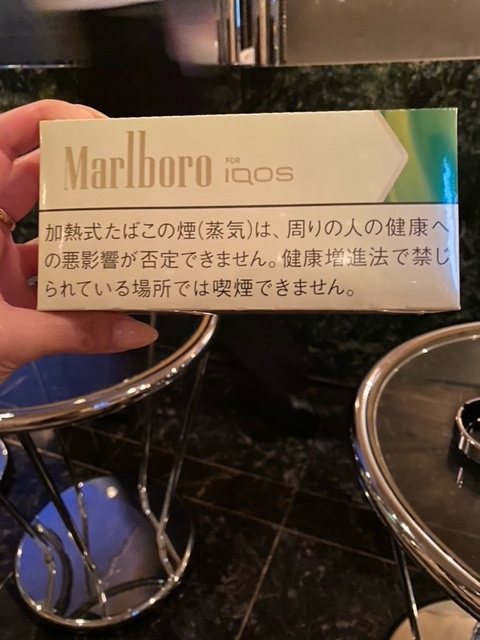 Marlboro FOR IQOS
加熱式たばこの煙(蒸気)は、周りの人の健康へ
の悪影響が否定できません。健康増進法で禁じ
られている場所では喫煙できません。